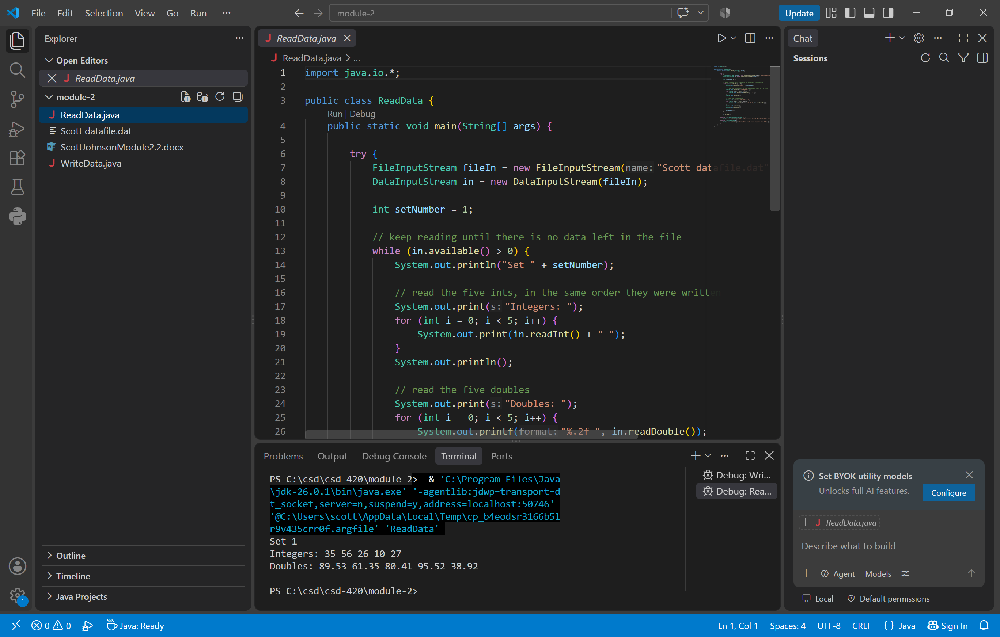 File Edit Selection View Go Run ···
module-2
Update
Explorer
Open Editors
ReadData.java
module-2
ReadData.java
Scott datafile.dat
ScottJohnsonModule2.2.docx
WriteData.java
Outline
Timeline
Java Projects
1
ReadData.java
ReadData.java > ...
1 import java.io.*;
2
3 public class ReadData {
Run | Debug
4 public static void main(String[] args) {
5
6 try {
7 FileInputStream fileIn = new FileInputStream(name: "Scott datafile.dat"
8 DataInputStream in = new DataInputStream(fileIn);
9
10 int setNumber = 1;
11
12 // keep reading until there is no data left in the file
13 while (in.available() > 0) {
14 System.out.println("Set " + setNumber);
15
16 // read the five ints, in the same order they were written
17 System.out.print(s: "Integers: ");
18 for (int i = 0; i < 5; i++) {
19 System.out.print(in.readInt() + " ");
20 }
21 System.out.println();
22
23 // read the five doubles
24 System.out.print(s: "Doubles: ");
25 for (int i = 0; i < 5; i++) {
26 System.out.printf(format: "%.2f ", in.readDouble());
Problems Output Debug Console Terminal Ports
PS C:\csd\csd-420\module-2>  & 'C:\Program Files\Java
\jdk-26.0.1\bin\java.exe' '-agentlib:jdwp=transport=d
t_socket,server=n,suspend=y,address=localhost:50746'
'@C:\Users\scott\AppData\Local\Temp\cp_b4eodsr3166b5l
r9v435crr0f.argfile' 'ReadData'
Set 1
Integers: 35 56 26 10 27
Doubles: 89.53 61.35 80.41 95.52 38.92
PS C:\csd\csd-420\module-2>
Debug: Wri...
Debug: Rea...
Chat
Sessions
Set BYOK utility models
Unlocks full AI features.
Configure
ReadData.java
Describe what to build
Agent Models
Local Default permissions
0 0 Java: Ready
Ln 1, Col 1 Spaces: 4 UTF-8 CRLF {} Java Sign In